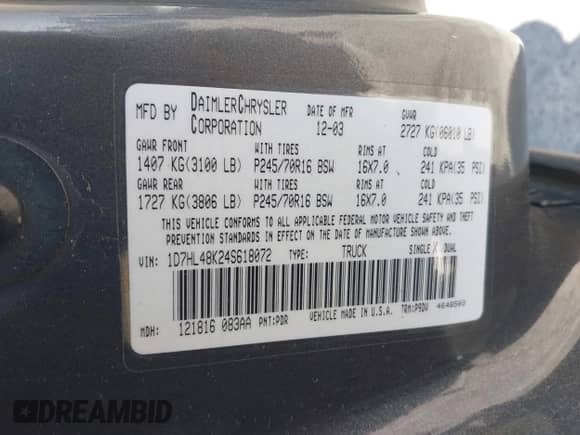 MFD BY DAIMLERCHRYSLER CORPORATION DATE OF MFR 12-03 GVWR 2727 KG(06010 LB)
GAWR FRONT WITH TIRES RIMS AT COLD
1407 KG(3100 LB) P245/70R16 BSW 16X7.0 241 KPA(35 PSI)
GAWR REAR WITH TIRES RIMS AT COLD
1727 KG(3806 LB) P245/70R16 BSW 16X7.0 241 KPA(35 PSI)
THIS VEHICLE CONFORMS TO ALL APPLICABLE FEDERAL MOTOR VEHICLE SAFETY AND THEFT
PREVENTION STANDARDS IN EFFECT ON THE DATE OF MANUFACTURE SHOWN ABOVE.
VIN: 1D7HL48K24S618072 TYPE: TRUCK SINGLE X DUAL
MDH: 121816 083AA PNT:PDR VEHICLE MADE IN U.S.A. TRM:P9DV 4648503
DREAMBID